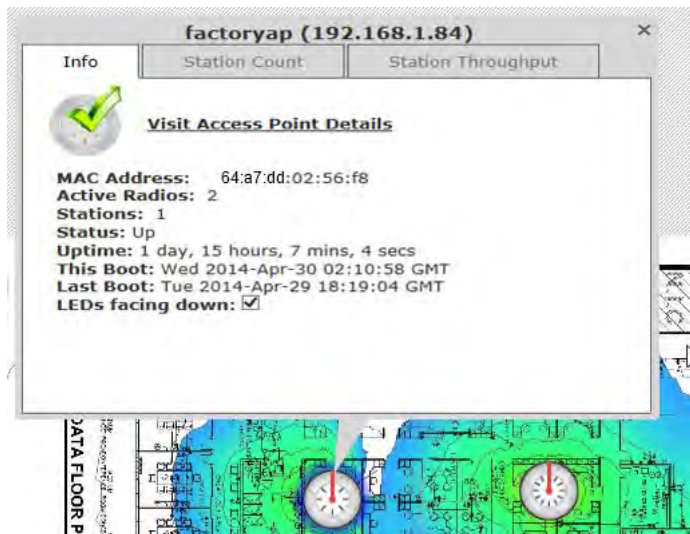 factoryap (192.168.1.84)
×
Info
Station Count
Station Throughput
Visit Access Point Details
MAC Address: 64:a7:dd:02:56:f8
Active Radios: 2
Stations: 1
Status: Up
Uptime: 1 day, 15 hours, 7 mins, 4 secs
This Boot: Wed 2014-Apr-30 02:10:58 GMT
Last Boot: Tue 2014-Apr-29 18:19:04 GMT
LEDs facing down:
DATA FLOOR P